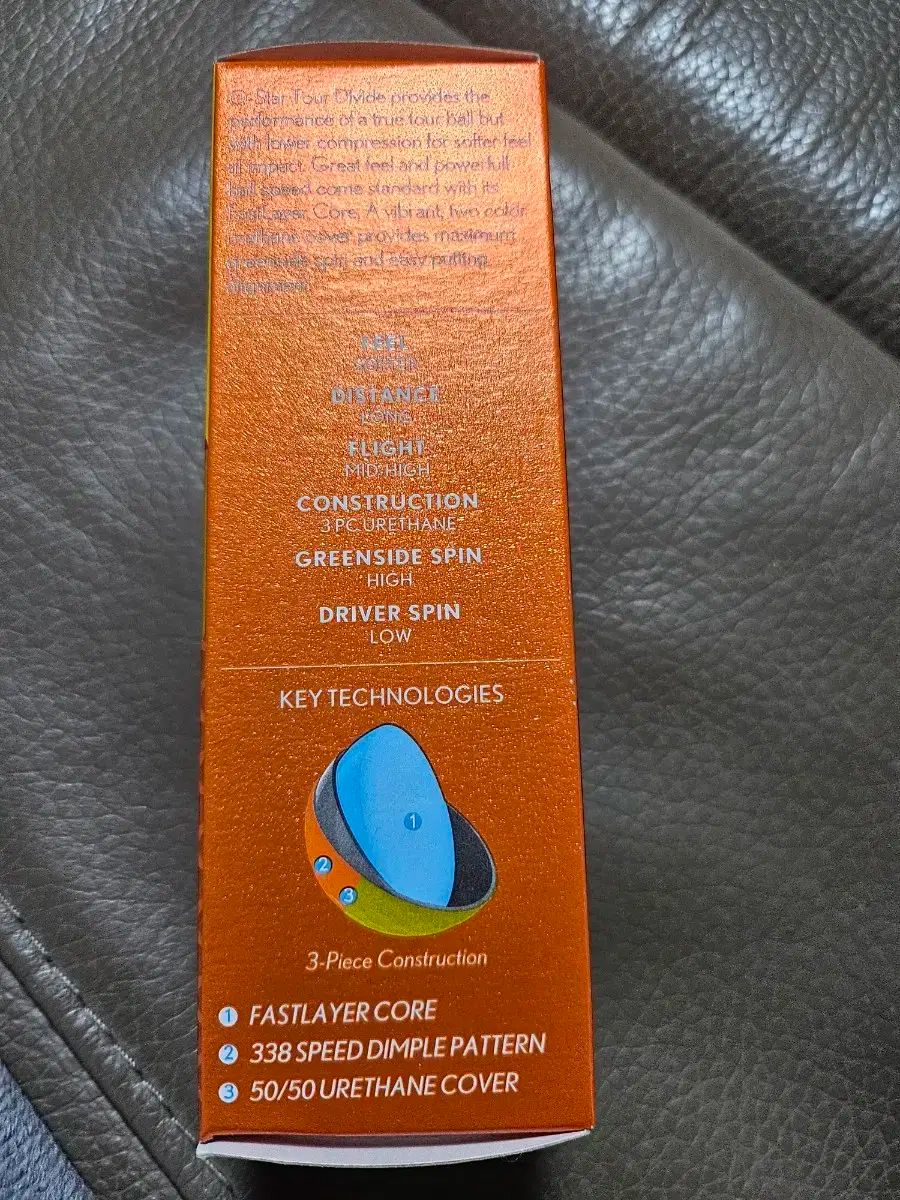 Q-Star Tour Divide provides the
performance of a true tour ball but
with lower compression for softer feel
at impact. Great feel and powerfull
ball speed come standard with its
FastLayer Core. A vibrant, two color
urethane cover provides maximum
greenside spin and easy putting
alignment.
FEEL
SOFTER
DISTANCE
LONG
FLIGHT
MID-HIGH
CONSTRUCTION
3 PC URETHANE
GREENSIDE SPIN
HIGH
DRIVER SPIN
LOW
KEY TECHNOLOGIES
1
2
3
3-Piece Construction
1 FASTLAYER CORE
2 338 SPEED DIMPLE PATTERN
3 50/50 URETHANE COVER